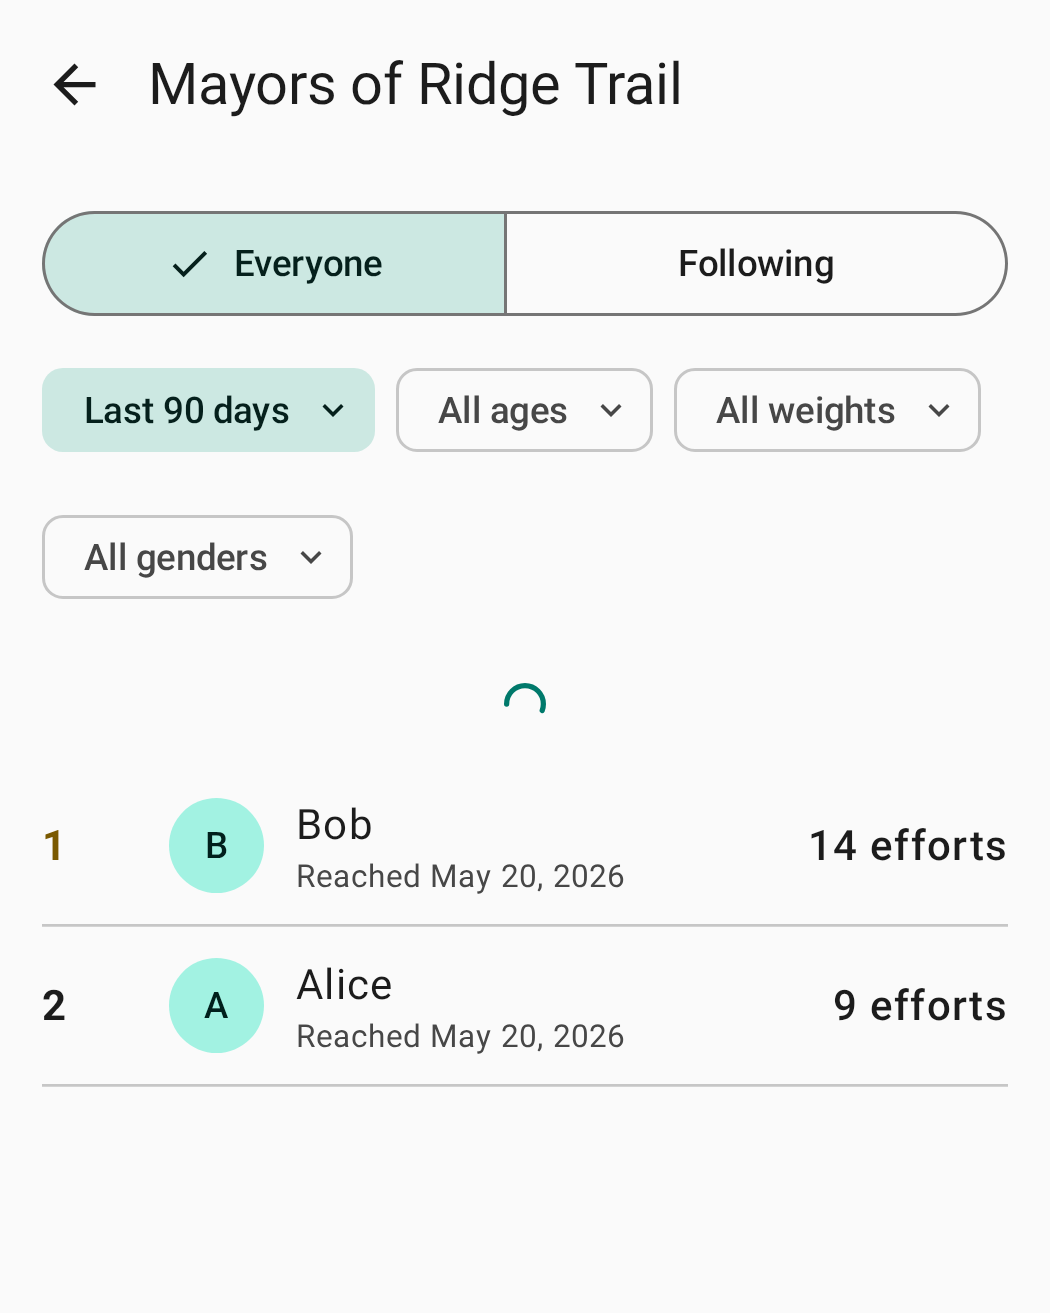 Mayors of Ridge Trail
Everyone
Following
Last 90 days
All ages
All weights
All genders
1
B
Bob
Reached May 20, 2026
14 efforts
2
A
Alice
Reached May 20, 2026
9 efforts